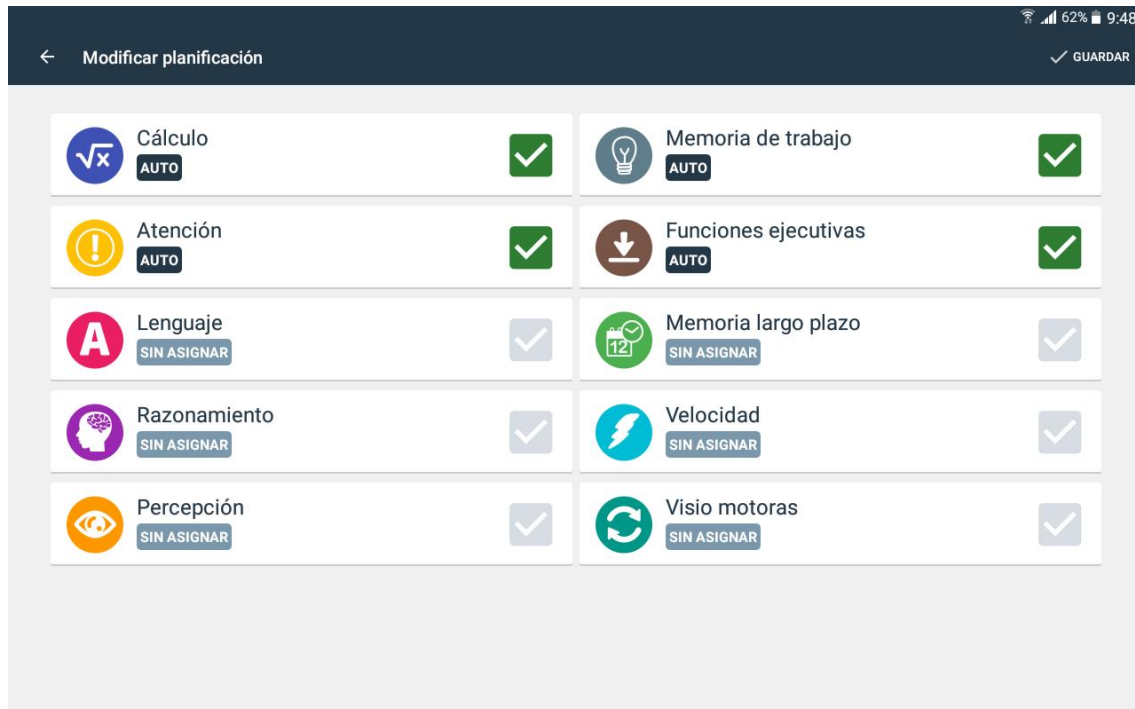 62% 9:48
Modificar planificación
GUARDAR
Cálculo
AUTO
Memoria de trabajo
AUTO
Atención
AUTO
Funciones ejecutivas
AUTO
A
Lenguaje
SIN ASIGNAR
12
Memoria largo plazo
SIN ASIGNAR
Razonamiento
SIN ASIGNAR
Velocidad
SIN ASIGNAR
Percepción
SIN ASIGNAR
Visio motoras
SIN ASIGNAR